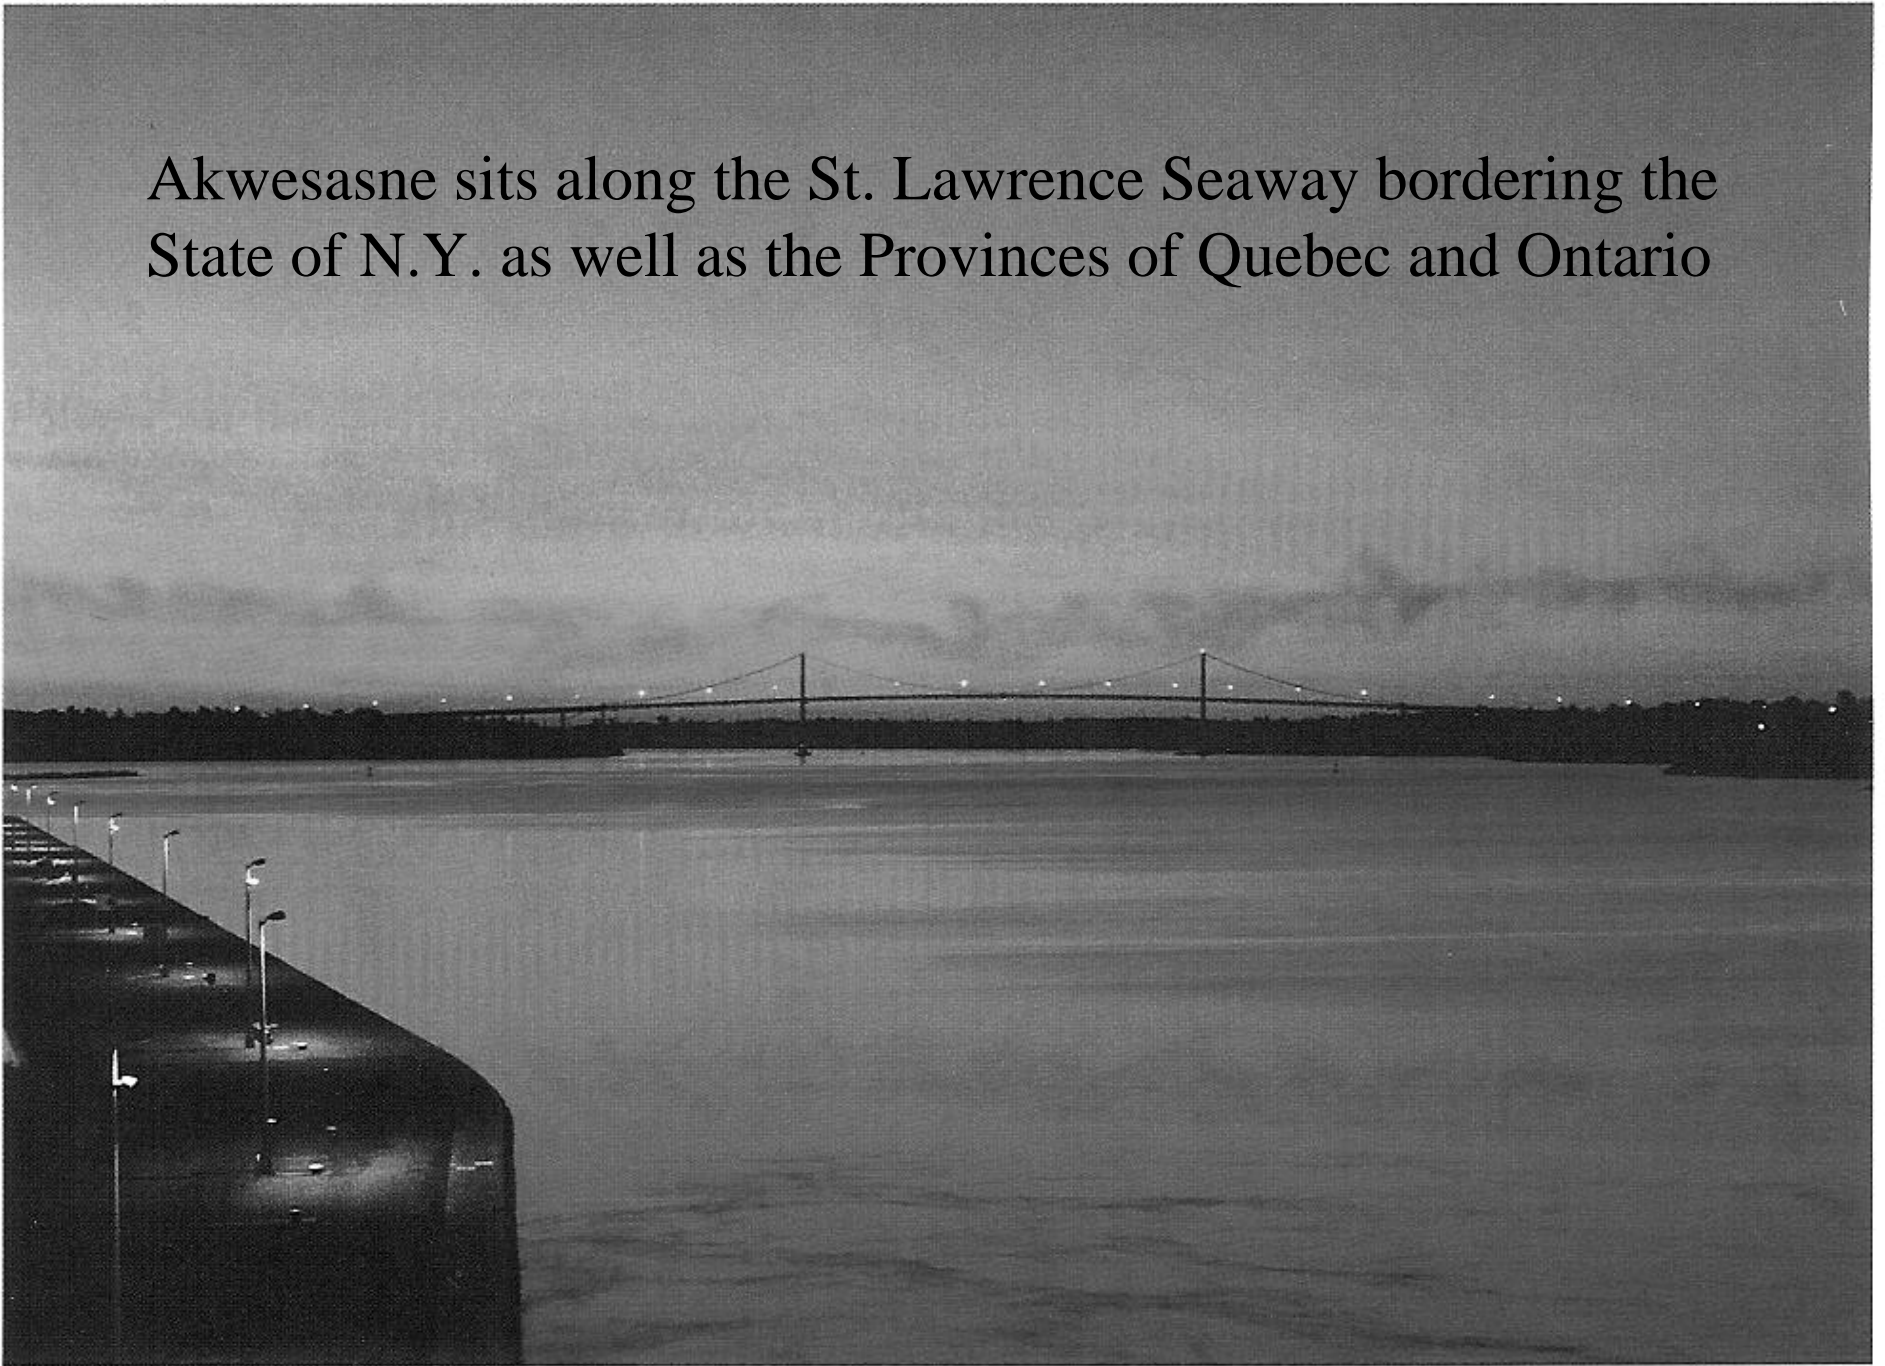 Akwesasne sits along the St. Lawrence Seaway bordering the
State of N.Y. as well as the Provinces of Quebec and Ontario